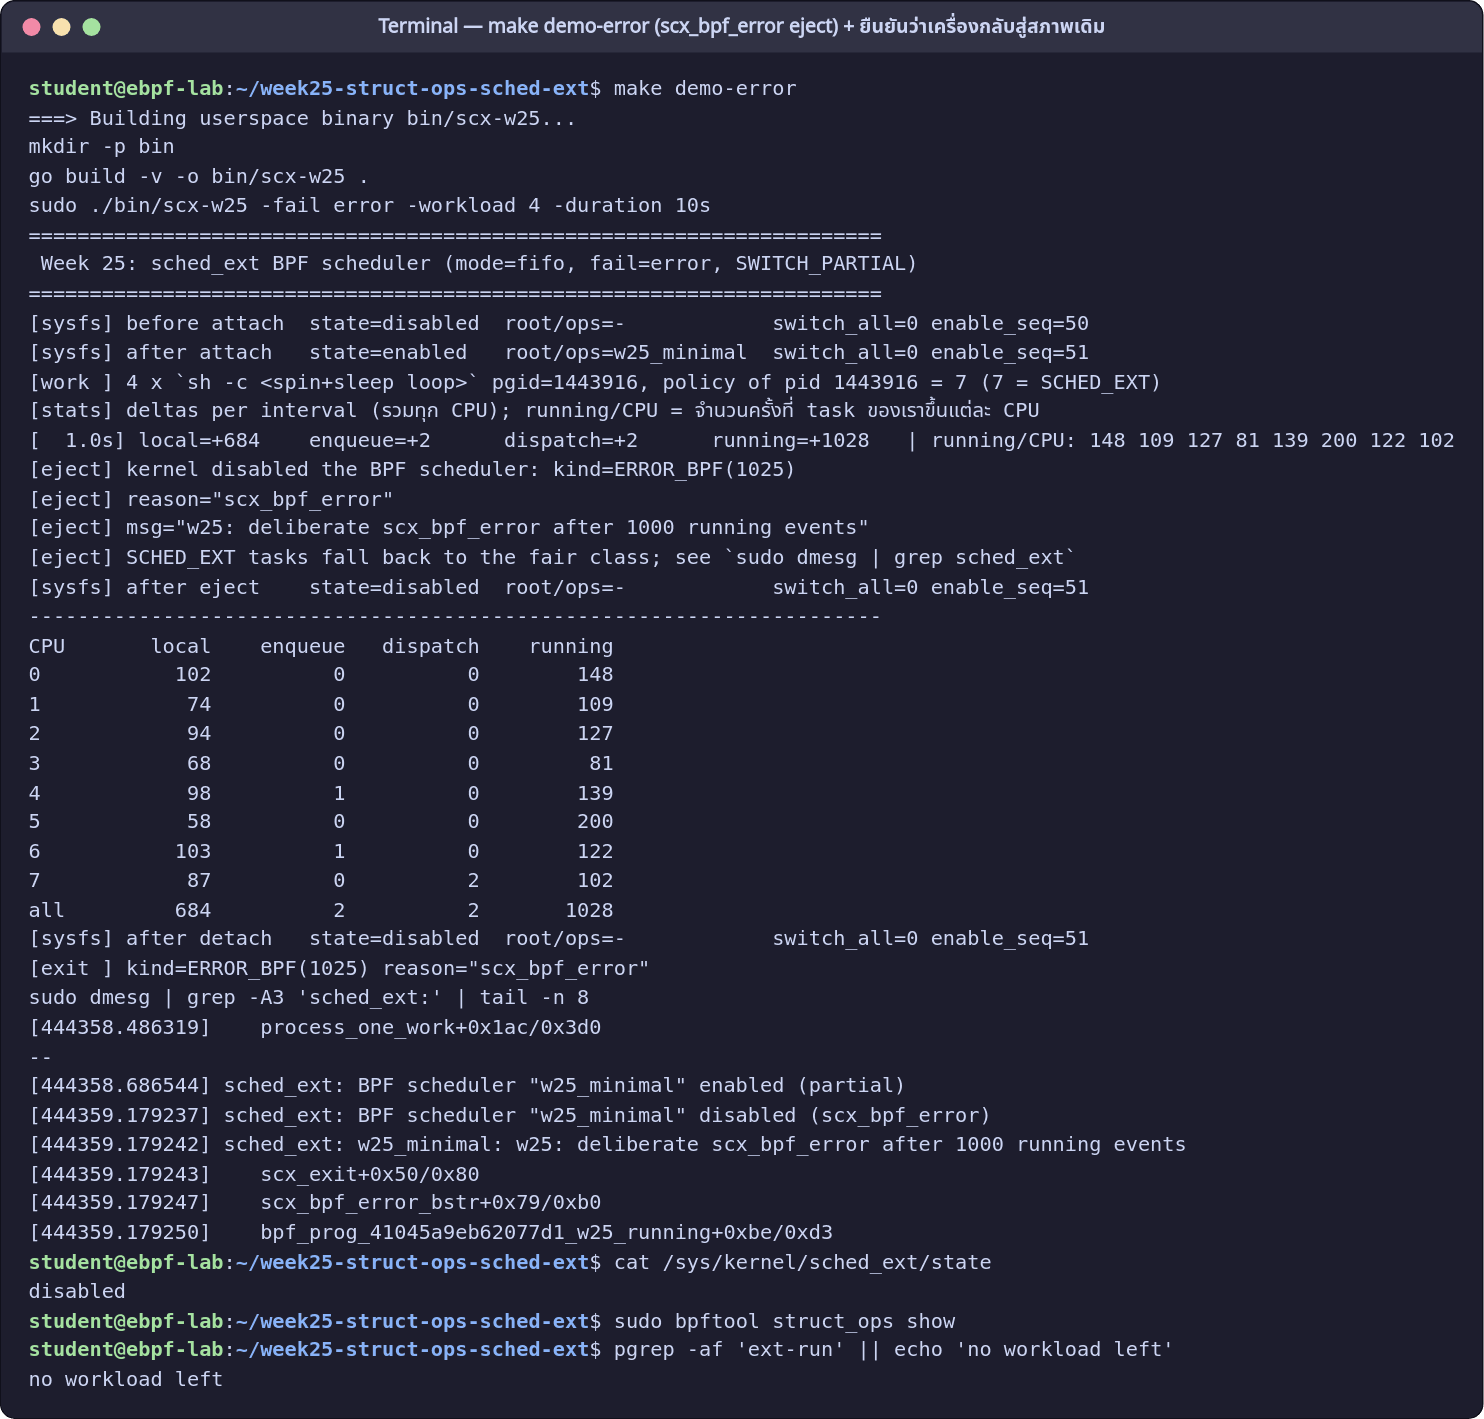 Terminal — make demo-error (scx_bpf_error eject) + ยืนยันว่าเครื่องกลับสู่สภาพเดิม
student@ebpf-lab:~/week25-struct-ops-sched-ext$ make demo-error
===> Building userspace binary bin/scx-w25...
mkdir -p bin
go build -v -o bin/scx-w25 .
sudo ./bin/scx-w25 -fail error -workload 4 -duration 10s
======================================================================
 Week 25: sched_ext BPF scheduler (mode=fifo, fail=error, SWITCH_PARTIAL)
======================================================================
[sysfs] before attach  state=disabled  root/ops=-            switch_all=0 enable_seq=50
[sysfs] after attach   state=enabled   root/ops=w25_minimal  switch_all=0 enable_seq=51
[work ] 4 x `sh -c <spin+sleep loop>` pgid=1443916, policy of pid 1443916 = 7 (7 = SCHED_EXT)
[stats] deltas per interval (รวมทุก CPU); running/CPU = จำนวนครั้งที่ task ของเราขึ้นแต่ละ CPU
[  1.0s] local=+684    enqueue=+2      dispatch=+2      running=+1028   | running/CPU: 148 109 127 81 139 200 122 102
[eject] kernel disabled the BPF scheduler: kind=ERROR_BPF(1025)
[eject] reason="scx_bpf_error"
[eject] msg="w25: deliberate scx_bpf_error after 1000 running events"
[eject] SCHED_EXT tasks fall back to the fair class; see `sudo dmesg | grep sched_ext`
[sysfs] after eject    state=disabled  root/ops=-            switch_all=0 enable_seq=51
----------------------------------------------------------------------
CPU       local    enqueue   dispatch    running
0           102          0          0        148
1            74          0          0        109
2            94          0          0        127
3            68          0          0         81
4            98          1          0        139
5            58          0          0        200
6           103          1          0        122
7            87          0          2        102
all         684          2          2       1028
[sysfs] after detach   state=disabled  root/ops=-            switch_all=0 enable_seq=51
[exit ] kind=ERROR_BPF(1025) reason="scx_bpf_error"
sudo dmesg | grep -A3 'sched_ext:' | tail -n 8
[444358.486319]    process_one_work+0x1ac/0x3d0
--
[444358.686544] sched_ext: BPF scheduler "w25_minimal" enabled (partial)
[444359.179237] sched_ext: BPF scheduler "w25_minimal" disabled (scx_bpf_error)
[444359.179242] sched_ext: w25_minimal: w25: deliberate scx_bpf_error after 1000 running events
[444359.179243]    scx_exit+0x50/0x80
[444359.179247]    scx_bpf_error_bstr+0x79/0xb0
[444359.179250]    bpf_prog_41045a9eb62077d1_w25_running+0xbe/0xd3
student@ebpf-lab:~/week25-struct-ops-sched-ext$ cat /sys/kernel/sched_ext/state
disabled
student@ebpf-lab:~/week25-struct-ops-sched-ext$ sudo bpftool struct_ops show
student@ebpf-lab:~/week25-struct-ops-sched-ext$ pgrep -af 'ext-run' || echo 'no workload left'
no workload left